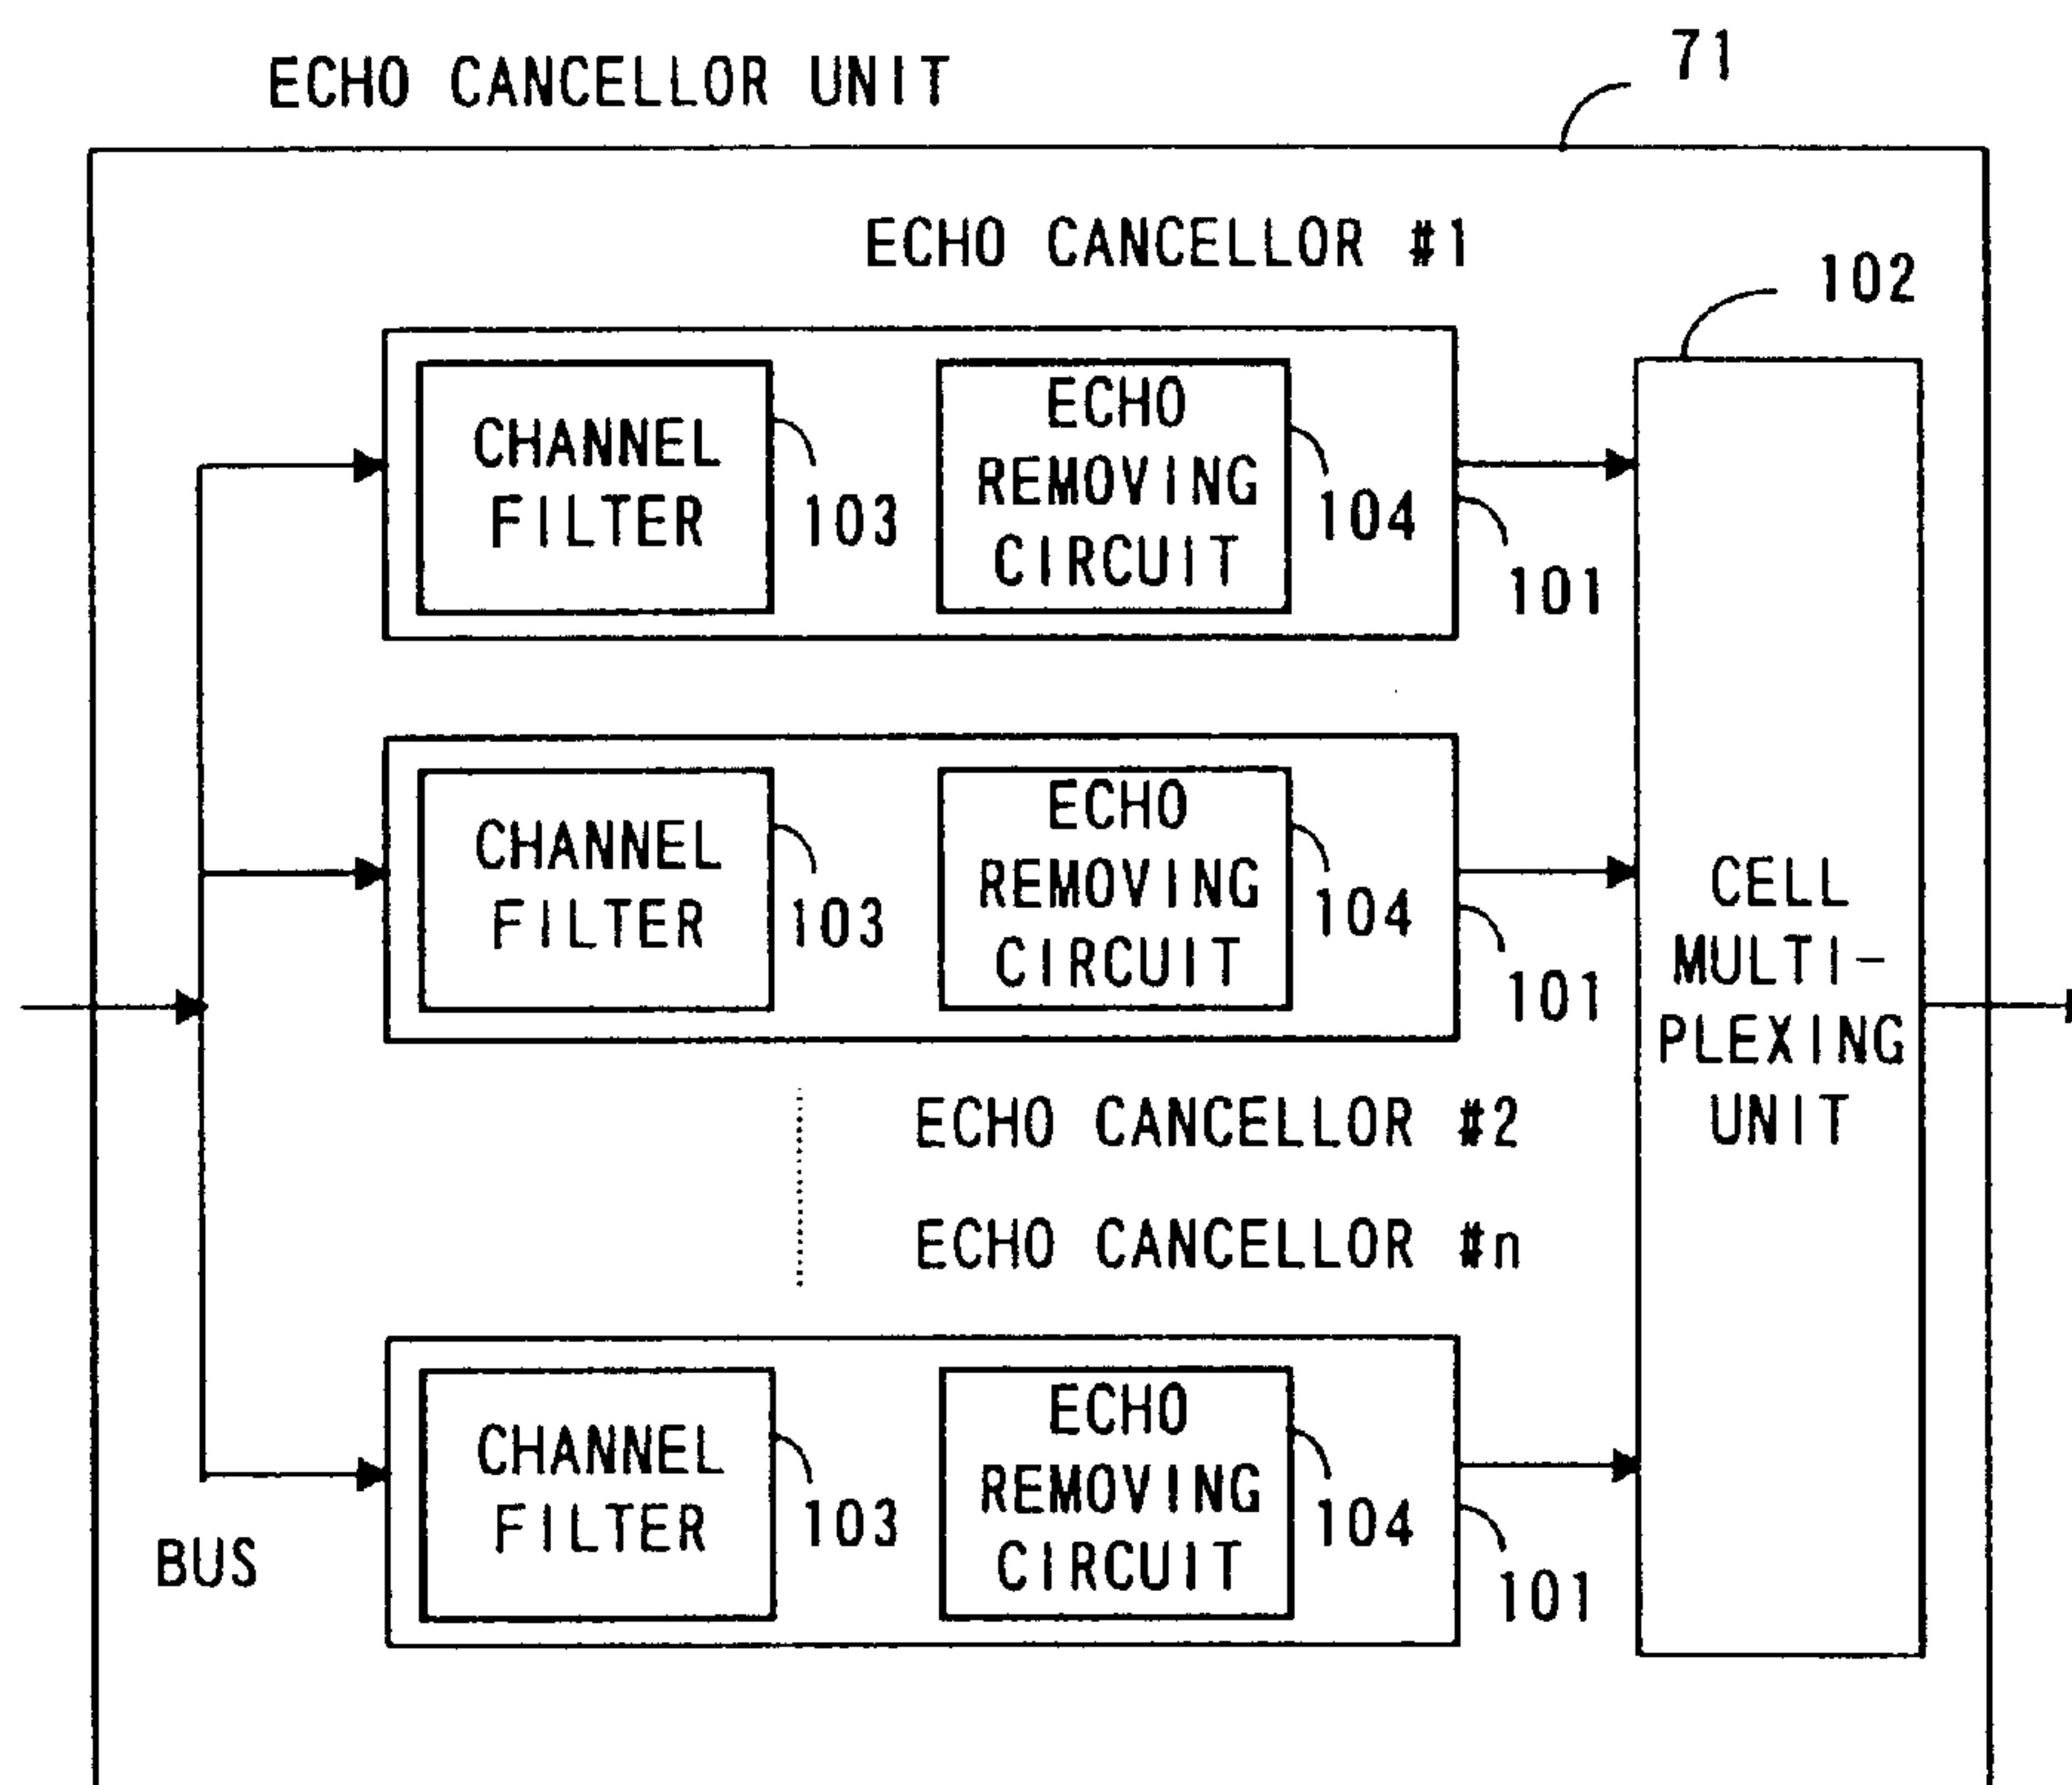 71
ECHO CANCELLOR UNIT
ECHO CANCELLOR #1
102
CHANNEL
FILTER
103
ECHO
REMOVING
CIRCUIT
104
101
CHANNEL
FILTER
103
ECHO
REMOVING
CIRCUIT
104
101
CELL
MULTI-
PLEXING
UNIT
ECHO CANCELLOR #2
ECHO CANCELLOR #n
CHANNEL
FILTER
103
ECHO
REMOVING
CIRCUIT
104
101
BUS